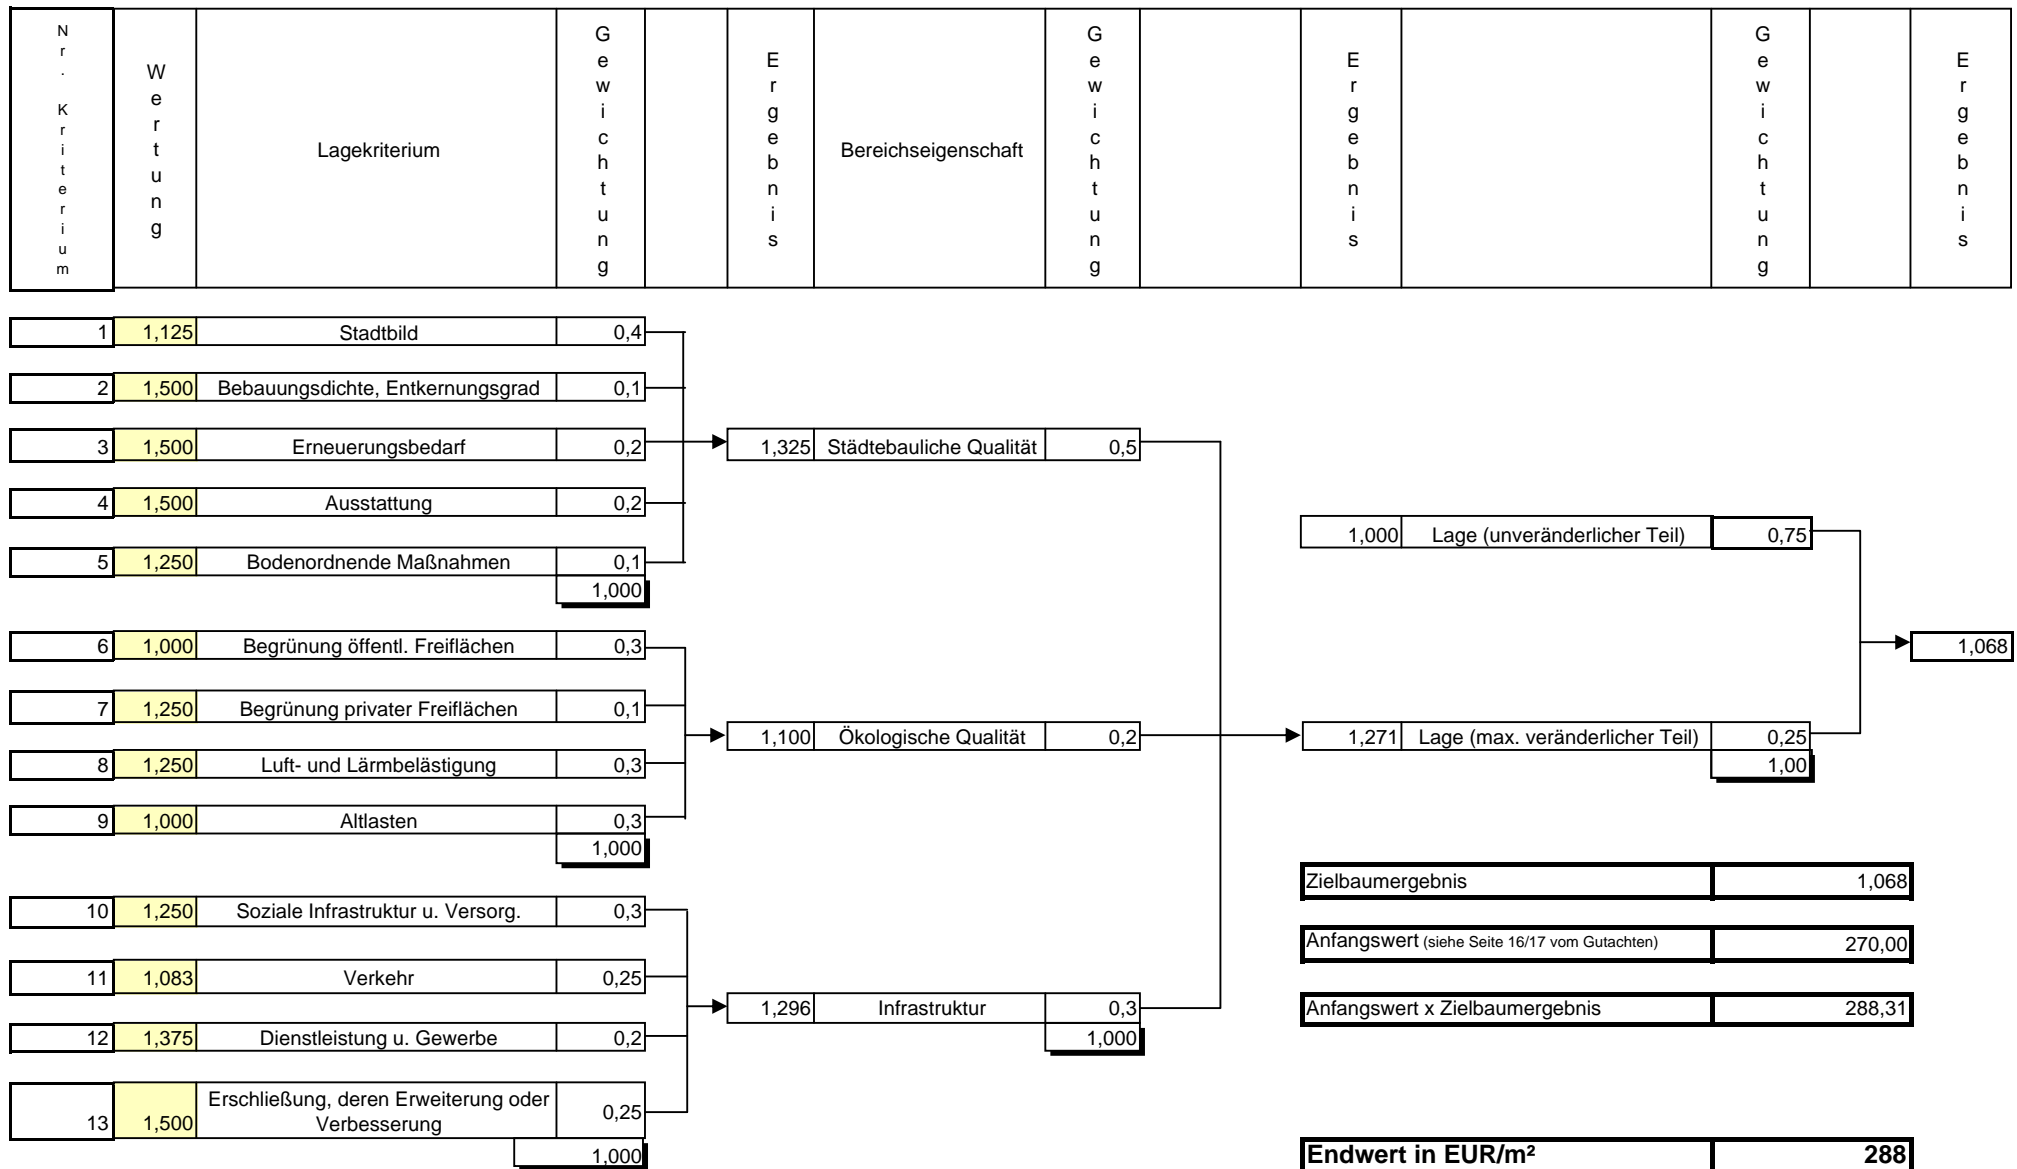 Nr. Kriterium
Wertung
Lagekriterium
Gewichtung
Ergebnis
Bereichseigenschaft
Gewichtung
Ergebnis
Gewichtung
Ergebnis
1 1,125 Stadtbild 0,4
2 1,500 Bebauungsdichte, Entkernungsgrad 0,1
3 1,500 Erneuerungsbedarf 0,2
1,325 Städtebauliche Qualität 0,5
4 1,500 Ausstattung 0,2
1,000 Lage (unveränderlicher Teil) 0,75
5 1,250 Bodenordnende Maßnahmen 0,1
1,000
6 1,000 Begrünung öffentl. Freiflächen 0,3
1,068
7 1,250 Begrünung privater Freiflächen 0,1
1,100 Ökologische Qualität 0,2
1,271 Lage (max. veränderlicher Teil) 0,25
8 1,250 Luft- und Lärmbelästigung 0,3
1,00
9 1,000 Altlasten 0,3
1,000
Zielbaumergebnis 1,068
10 1,250 Soziale Infrastruktur u. Versorg. 0,3
Anfangswert (siehe Seite 16/17 vom Gutachten) 270,00
11 1,083 Verkehr 0,25
1,296 Infrastruktur 0,3
Anfangswert x Zielbaumergebnis 288,31
12 1,375 Dienstleistung u. Gewerbe 0,2
1,000
13 1,500 Erschließung, deren Erweiterung oder
Verbesserung 0,25
1,000
Endwert in EUR/m² 288